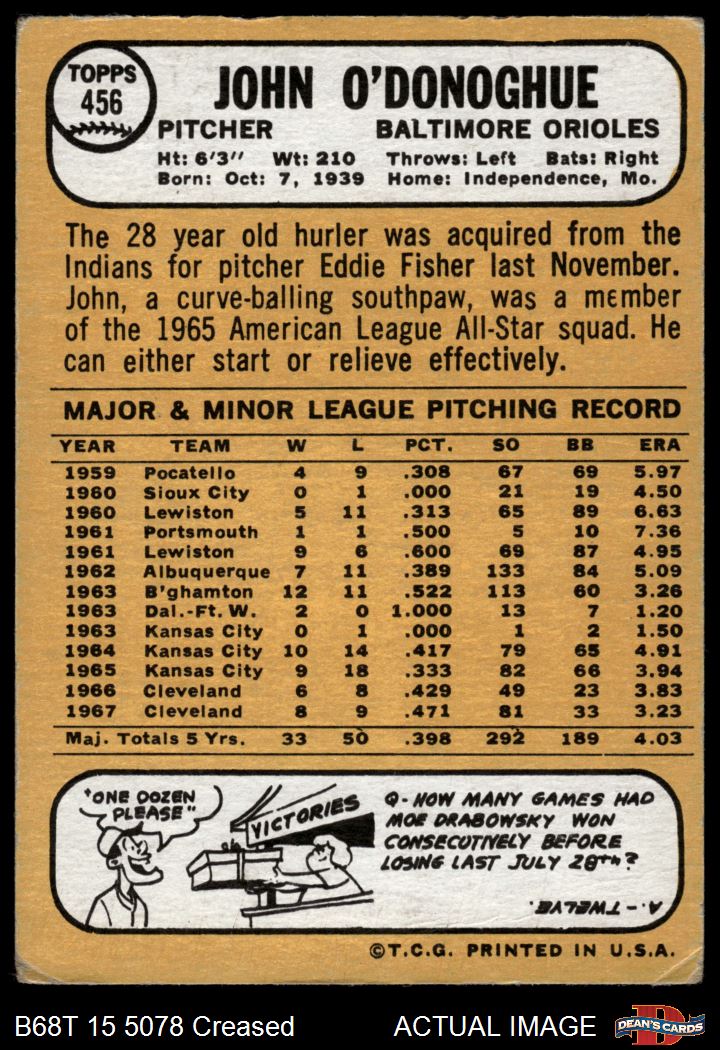 TOPPS
456
JOHN O'DONOGHUE
PITCHER BALTIMORE ORIOLES
Ht: 6'3" Wt: 210 Throws: Left Bats: Right
Born: Oct: 7, 1939 Home: Independence, Mo.
The 28 year old hurler was acquired from the
Indians for pitcher Eddie Fisher last November.
John, a curve-balling southpaw, was a member
of the 1965 American League All-Star squad. He
can either start or relieve effectively.
MAJOR & MINOR LEAGUE PITCHING RECORD
YEAR TEAM W L PCT. SO BB ERA
1959 Pocatello 4 9 .308 67 69 5.97
1960 Sioux City 0 1 .000 21 19 4.50
1960 Lewiston 5 11 .313 65 89 6.63
1961 Portsmouth 1 1 .500 5 10 7.36
1961 Lewiston 9 6 .600 69 87 4.95
1962 Albuquerque 7 11 .389 133 84 5.09
1963 B'ghamton 12 11 .522 113 60 3.26
1963 Dal.-Ft. W. 2 0 1.000 13 7 1.20
1963 Kansas City 0 1 .000 1 2 1.50
1964 Kansas City 10 14 .417 79 65 4.91
1965 Kansas City 9 18 .333 82 66 3.94
1966 Cleveland 6 8 .429 49 23 3.83
1967 Cleveland 8 9 .471 81 33 3.23
Maj. Totals 5 Yrs. 33 50 .398 292 189 4.03
"ONE DOZEN
PLEASE"
VICTORIES
Q- HOW MANY GAMES HAD
MOE DRABOWSKY WON
CONSECUTIVELY BEFORE
LOSING LAST JULY 28TH?
A.- TWELVE.
©T.C.G. PRINTED IN U.S.A.
B68T 15 5078 Creased ACTUAL IMAGE
D
DEAN'S CARDS